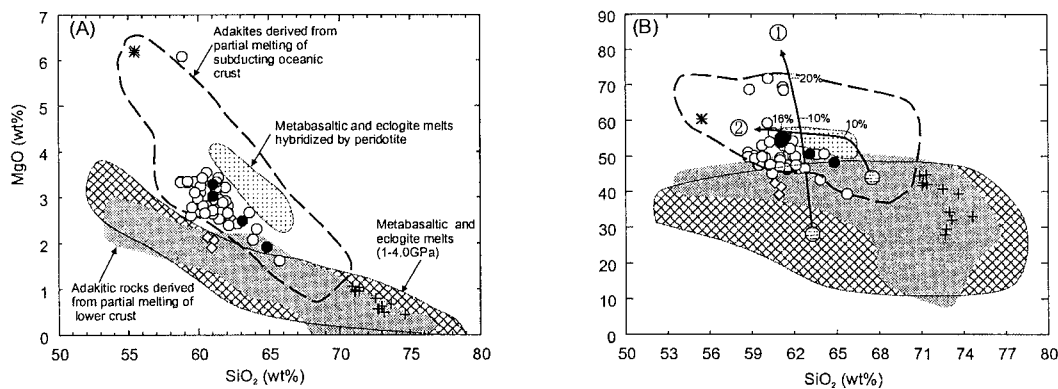 (A)
Adakites derived from
partial melting of
subducting oceanic
crust
Metabasaltic and eclogite melts
hybridized by peridotite
Metabasaltic and
eclogite melts
(1-4.0GPa)
Adakitic rocks derived
from partial melting of
lower crust
MgO (wt%)
7
6
5
4
3
2
1
0
50 55 60 65 70 75 80
SiO₂ (wt%)
(B)
90
80
70
60
50
40
30
20
10
0
1
2
20%
16%
10%
10%
50 52 55 58 62 65 68 71 74 77 80
SiO₂ (wt%)